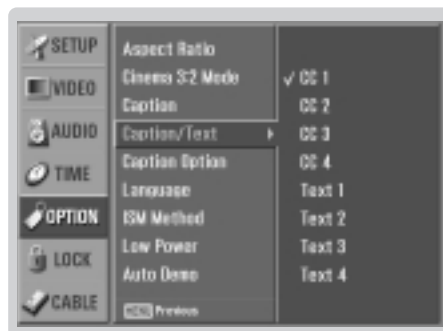 SETUP
VIDEO
AUDIO
TIME
OPTION
LOCK
CABLE
Aspect Ratio
Cinema 3:2 Mode
Caption
Caption/Text
Caption Option
Language
ISM Method
Low Power
Auto Demo
MENU Previous
✓ CC 1
CC 2
CC 3
CC 4
Text 1
Text 2
Text 3
Text 4